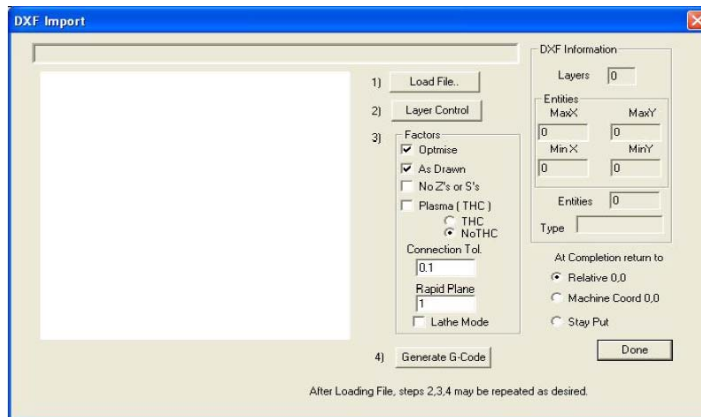 DXF Import
1) Load File..
2) Layer Control
3) Factors
Optmise
As Drawn
No Z's or S's
Plasma ( THC )
THC
NoTHC
Connection Tol.
0.1
Rapid Plane
1
Lathe Mode
4) Generate G-Code
DXF Information
Layers 0
Entities
MaxX MaxY
0 0
Min X MinY
0 0
Entities 0
Type
At Completion return to
Relative 0,0
Machine Coord 0,0
Stay Put
Done
After Loading File, steps 2,3,4 may be repeated as desired.